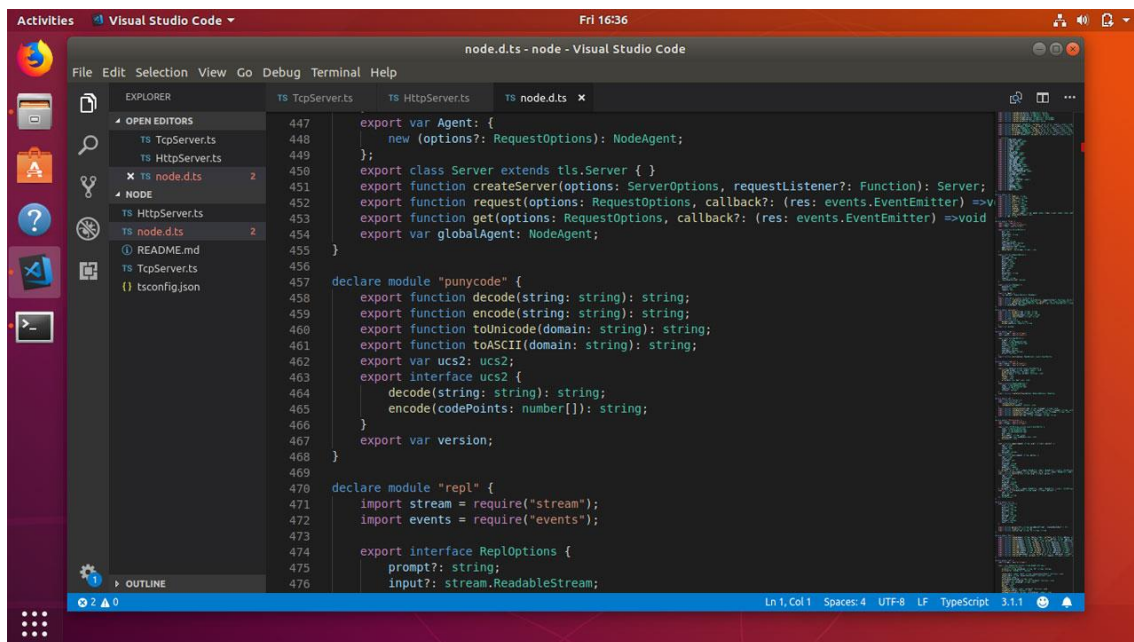 Activities Visual Studio Code Fri 16:36
node.d.ts - node - Visual Studio Code
File Edit Selection View Go Debug Terminal Help
EXPLORER
OPEN EDITORS
TS TcpServer.ts
TS HttpServer.ts
TS node.d.ts 2
NODE
TS HttpServer.ts
TS node.d.ts 2
README.md
TS TcpServer.ts
{} tsconfig.json
OUTLINE
TS TcpServer.ts TS HttpServer.ts TS node.d.ts
447 export var Agent: {
448 new (options?: RequestOptions): NodeAgent;
449 };
450 export class Server extends tls.Server { }
451 export function createServer(options: ServerOptions, requestListener?: Function): Server;
452 export function request(options: RequestOptions, callback?: (res: events.EventEmitter) =>v
453 export function get(options: RequestOptions, callback?: (res: events.EventEmitter) =>void
454 export var globalAgent: NodeAgent;
455 }
456
457 declare module "punycode" {
458 export function decode(string: string): string;
459 export function encode(string: string): string;
460 export function toUnicode(domain: string): string;
461 export function toASCII(domain: string): string;
462 export var ucs2: ucs2;
463 export interface ucs2 {
464 decode(string: string): string;
465 encode(codePoints: number[]): string;
466 }
467 export var version;
468 }
469
470 declare module "repl" {
471 import stream = require("stream");
472 import events = require("events");
473
474 export interface ReplOptions {
475 prompt?: string;
476 input?: stream.ReadableStream;
1
2 0 Ln 1, Col 1 Spaces: 4 UTF-8 LF TypeScript 3.1.1